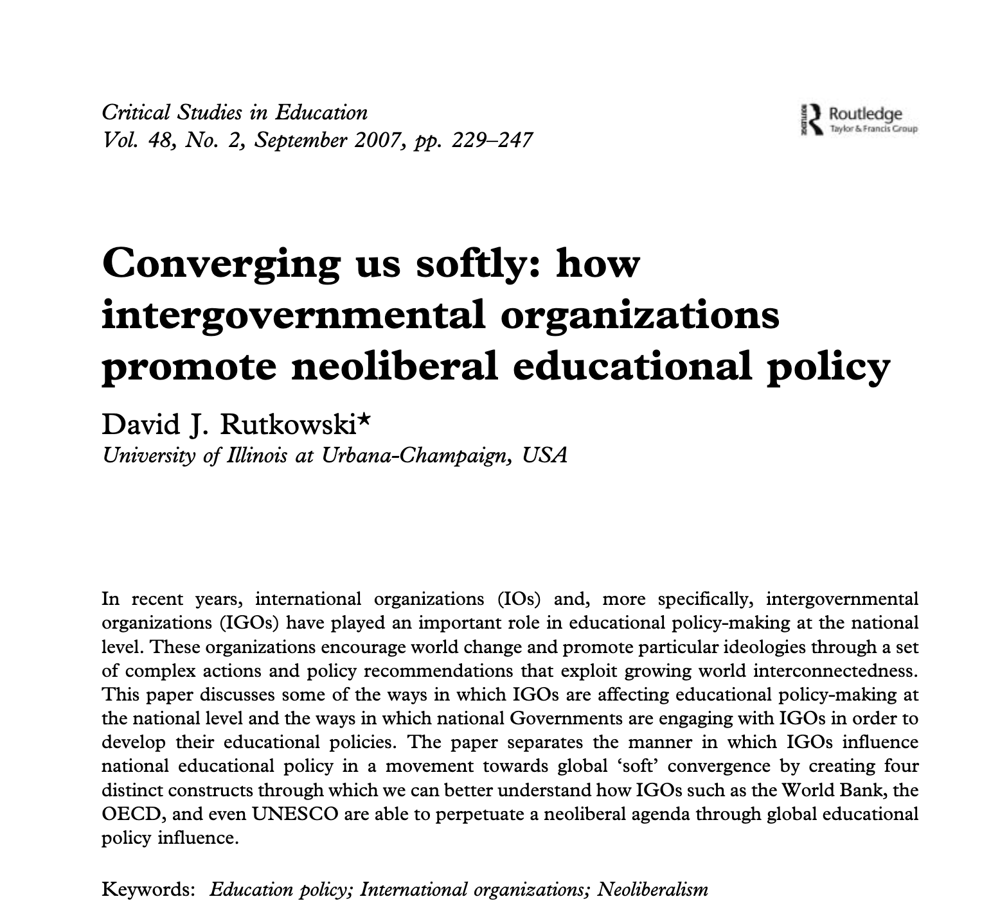 Critical Studies in Education
Vol. 48, No. 2, September 2007, pp. 229–247
ROUTLEDGE
Routledge
Taylor & Francis Group
Converging us softly: how
intergovernmental organizations
promote neoliberal educational policy
David J. Rutkowski*
University of Illinois at Urbana-Champaign, USA
In recent years, international organizations (IOs) and, more specifically, intergovernmental
organizations (IGOs) have played an important role in educational policy-making at the national
level. These organizations encourage world change and promote particular ideologies through a set
of complex actions and policy recommendations that exploit growing world interconnectedness.
This paper discusses some of the ways in which IGOs are affecting educational policy-making at
the national level and the ways in which national Governments are engaging with IGOs in order to
develop their educational policies. The paper separates the manner in which IGOs influence
national educational policy in a movement towards global ‘soft’ convergence by creating four
distinct constructs through which we can better understand how IGOs such as the World Bank, the
OECD, and even UNESCO are able to perpetuate a neoliberal agenda through global educational
policy influence.
Keywords: Education policy; International organizations; Neoliberalism